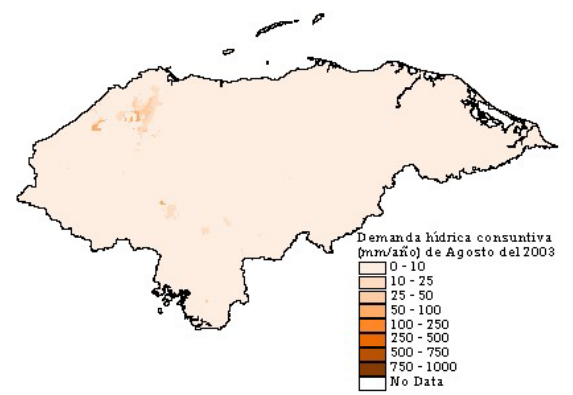 Demanda hídrica consuntiva
(mm/año) de Agosto del 2003
0 - 10
10 - 25
25 - 50
50 - 100
100 - 250
250 - 500
500 - 750
750 - 1000
No Data